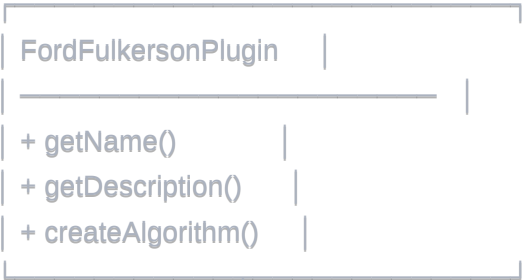 FordFulkersonPlugin
+ getName()
+ getDescription()
+ createAlgorithm()